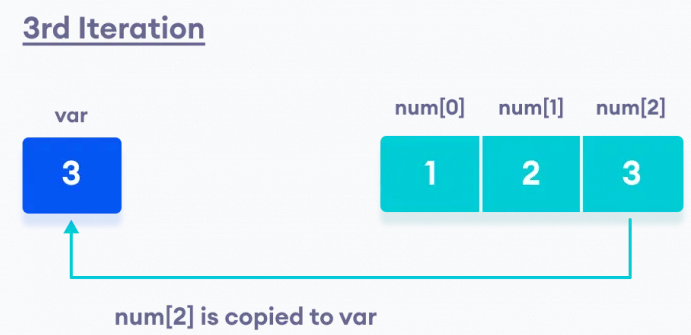 3rd Iteration
var
num[0] num[1] num[2]
3
1 2 3
num[2] is copied to var